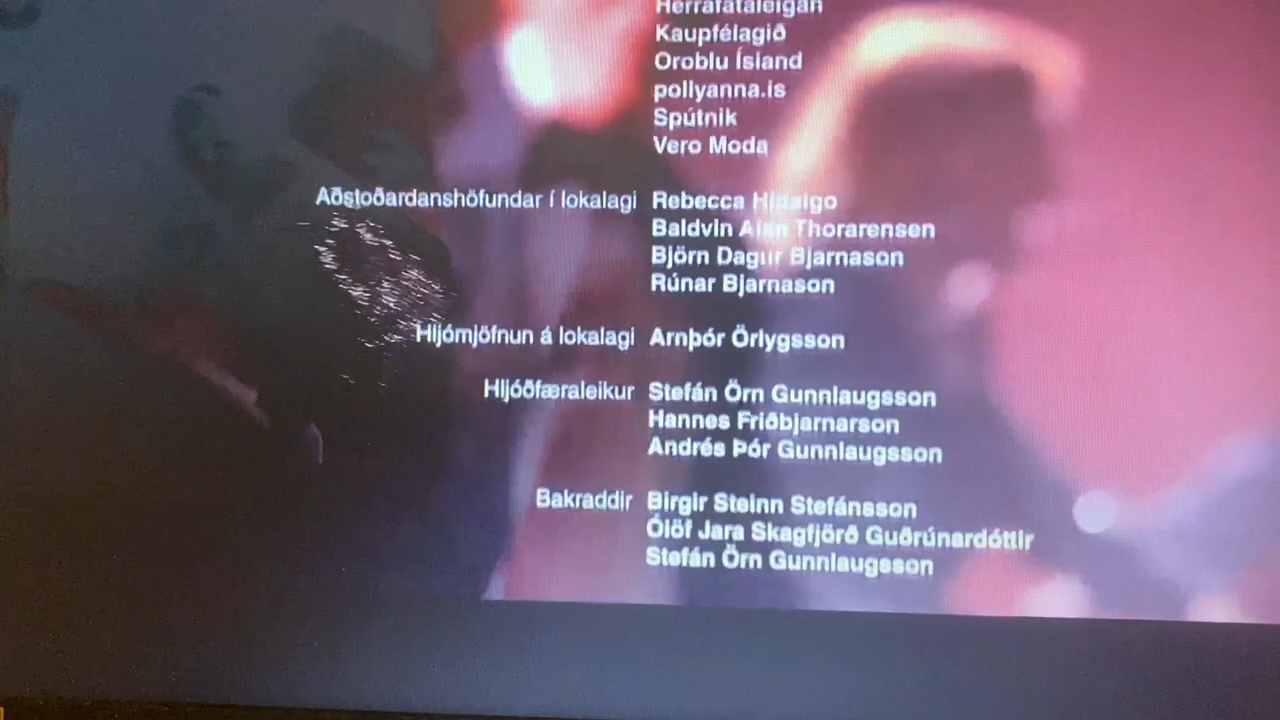 Herrafataleigan
Kaupfélagið
Oroblu Ísland
pollyanna.is
Spútnik
Vero Moda
Aðstoðardanshöfundar í lokalagi Rebecca Hidalgo
Baldvin Alan Thorarensen
Björn Dagur Bjarnason
Rúnar Bjarnason
Hljómjöfnun á lokalagi Arnþór Örlygsson
Hljóðfæraleikur Stefán Örn Gunnlaugsson
Hannes Friðbjarnarson
Andrés Þór Gunnlaugsson
Bakraddir Birgir Steinn Stefánsson
Ólöf Jara Skagfjörð Guðrúnardóttir
Stefán Örn Gunnlaugsson